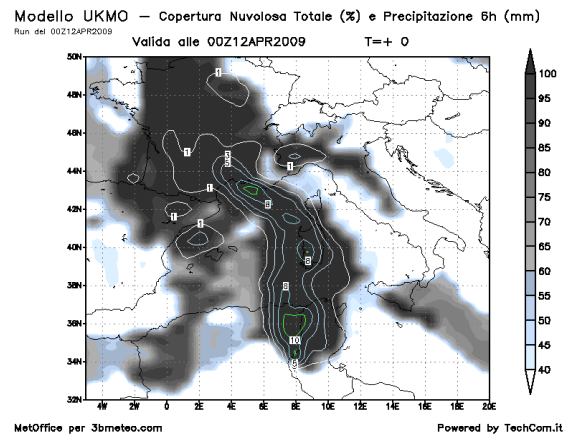 Modello UKMO — Copertura Nuvolosa Totale (%) e Precipitazione 6h (mm)
Run del 00Z12APR2009
Valida alle 00Z12APR2009 T=+ 0
50N
48N
46N
44N
42N
40N
38N
36N
34N
32N
4W 2W 0 2E 4E 6E 8E 10E 12E 14E 16E 18E 20E
100
95
90
85
80
75
70
65
60
55
50
45
40
1
1
1
1
1
1
8
8
8
10
MetOffice per 3bmeteo.com
Powered by TechCom.it